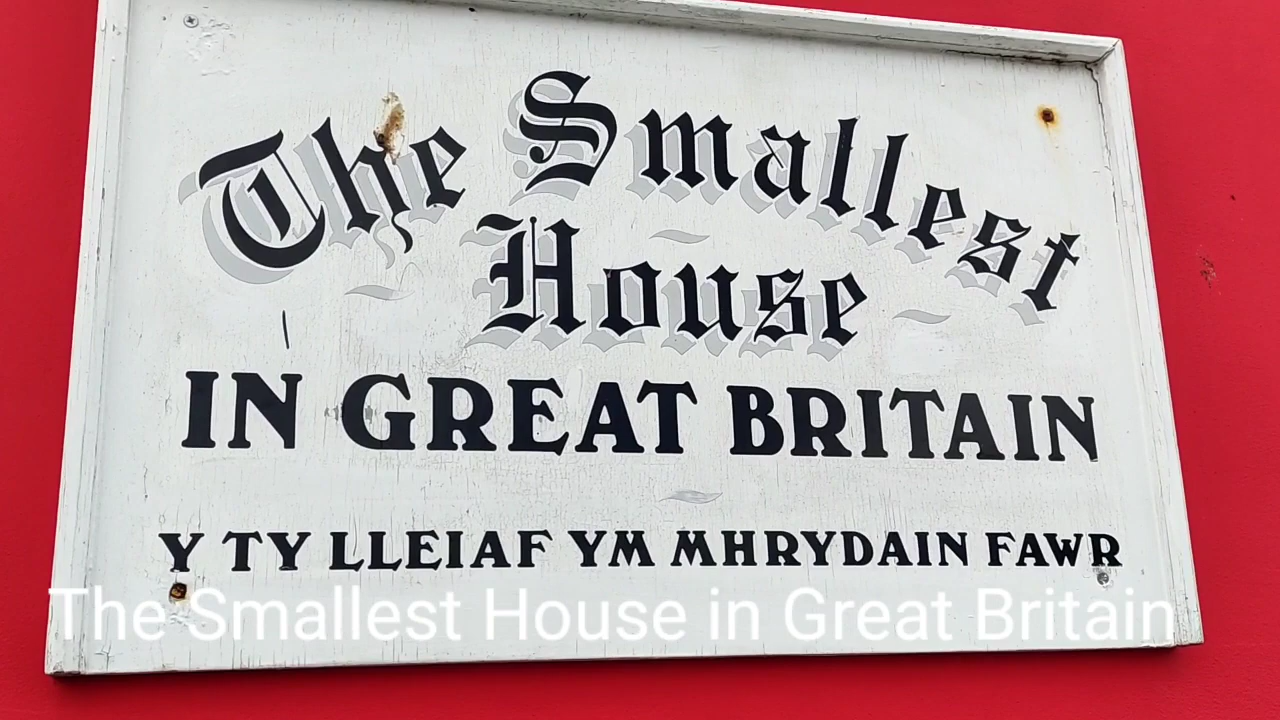 The Smallest
House
IN GREAT BRITAIN
Y TY LLEIAF YM MHRYDAIN FAWR
The Smallest House in Great Britain